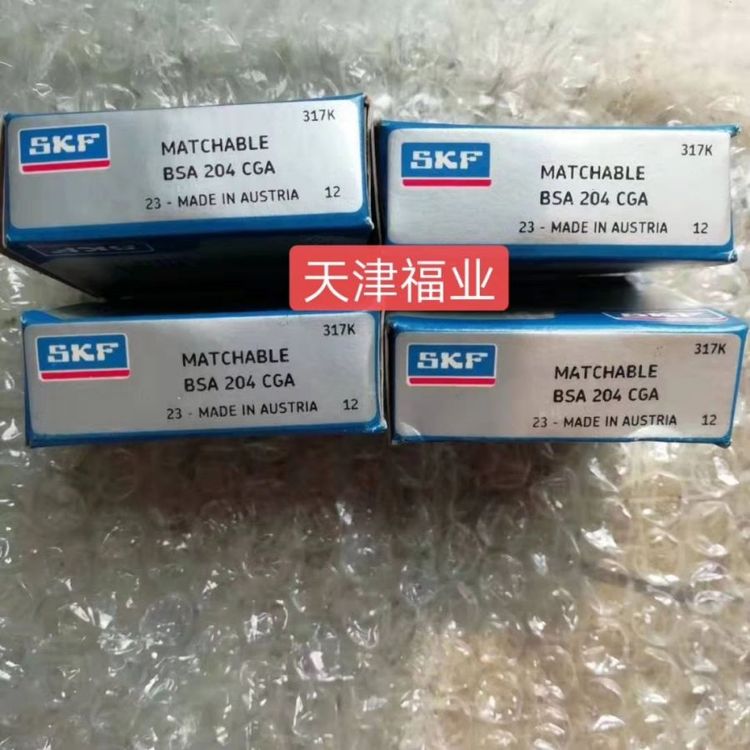 317K
SKF
MATCHABLE
BSA 204 CGA
23 - MADE IN AUSTRIA 12
317K
SKF
MATCHABLE
BSA 204 CGA
23 - MADE IN AUSTRIA 12
天津福业
317K
SKF
MATCHABLE
BSA 204 CGA
23 - MADE IN AUSTRIA 12
317K
SKF
MATCHABLE
BSA 204 CGA
23 - MADE IN AUSTRIA 12
SKF